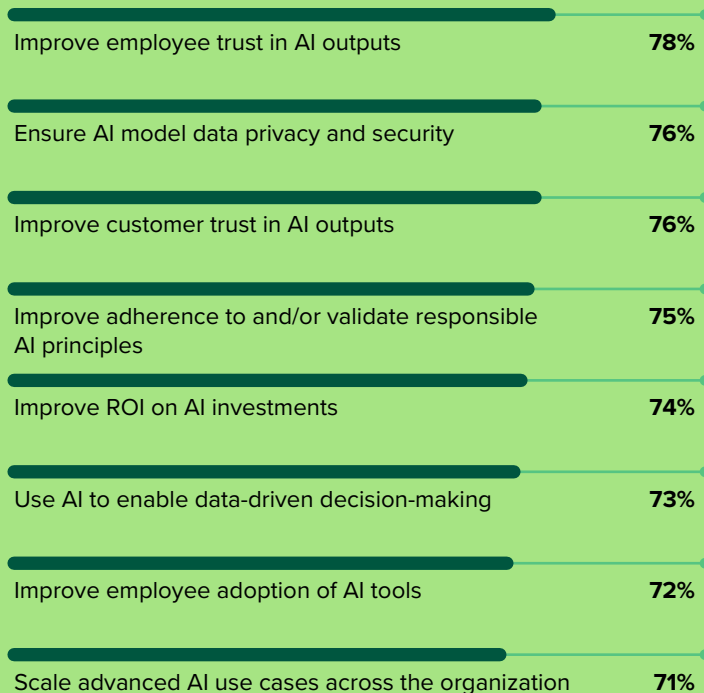 Improve employee trust in AI outputs 78%
Ensure AI model data privacy and security 76%
Improve customer trust in AI outputs 76%
Improve adherence to and/or validate responsible 75%
AI principles
Improve ROI on AI investments 74%
Use AI to enable data-driven decision-making 73%
Improve employee adoption of AI tools 72%
Scale advanced AI use cases across the organization 71%